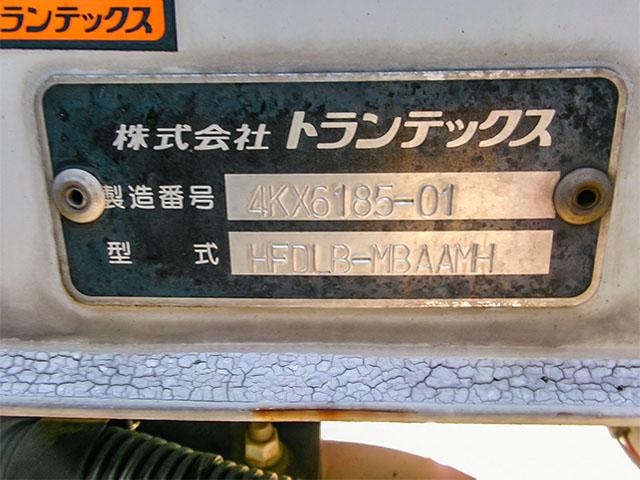 トランテックス
株式会社 トランテックス
製造番号 4KX6185-01
型 式 HFDLB-MBAAMH